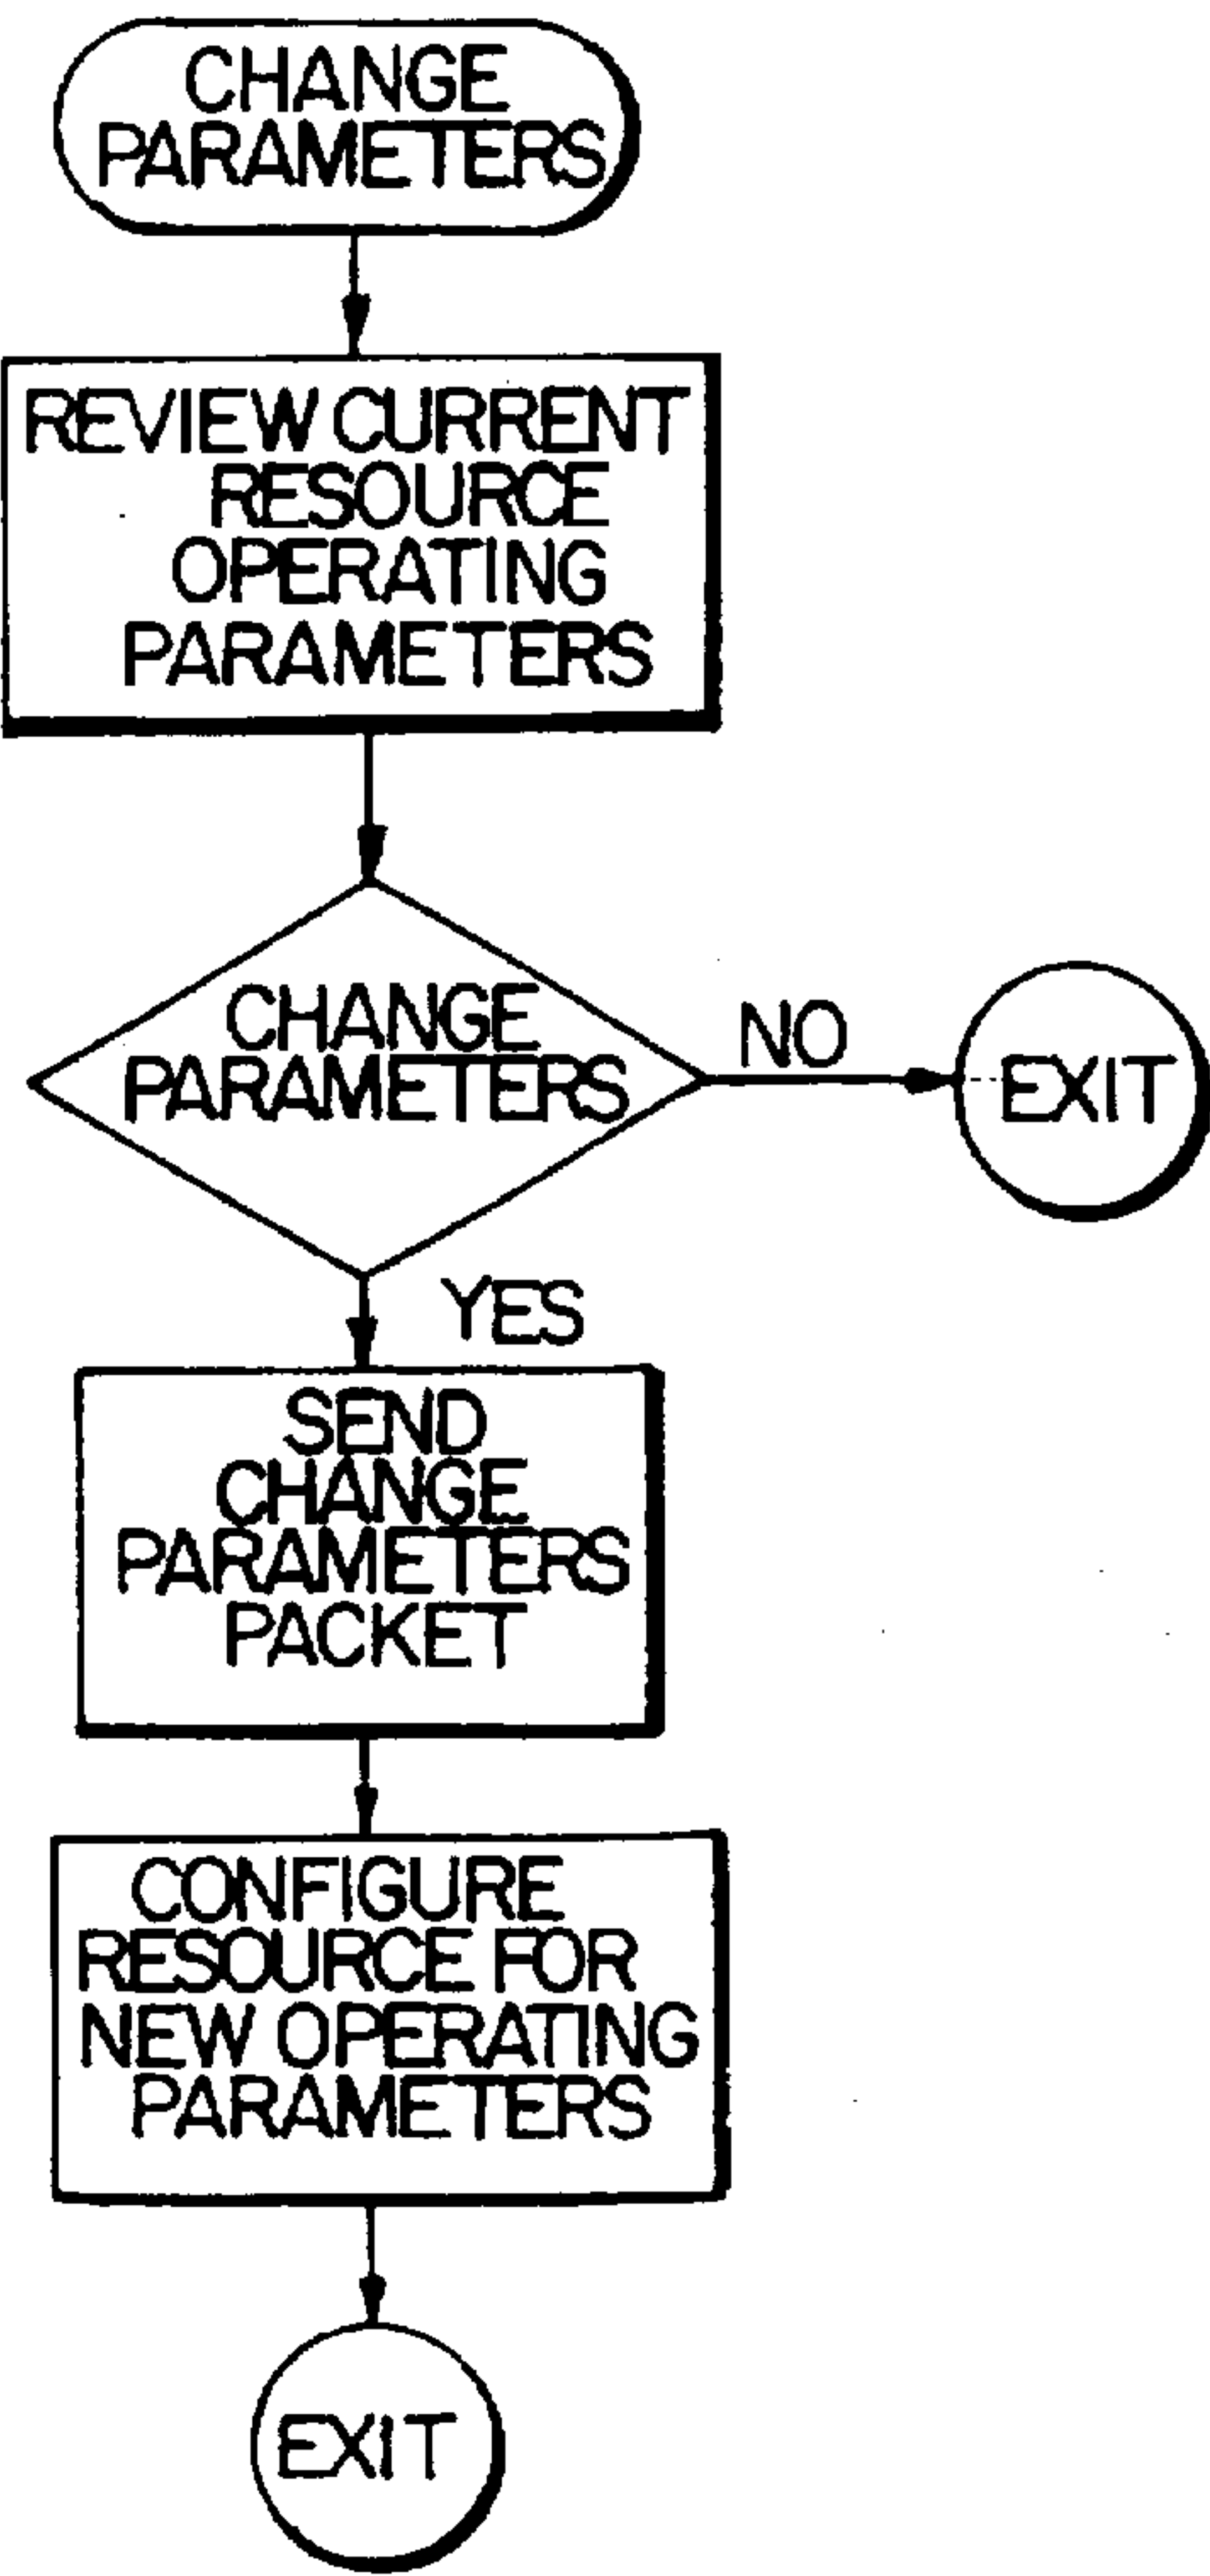 CHANGE
PARAMETERS
REVIEW CURRENT
RESOURCE
OPERATING
PARAMETERS
CHANGE
PARAMETERS
NO
EXIT
YES
SEND
CHANGE
PARAMETERS
PACKET
CONFIGURE
RESOURCE FOR
NEW OPERATING
PARAMETERS
EXIT